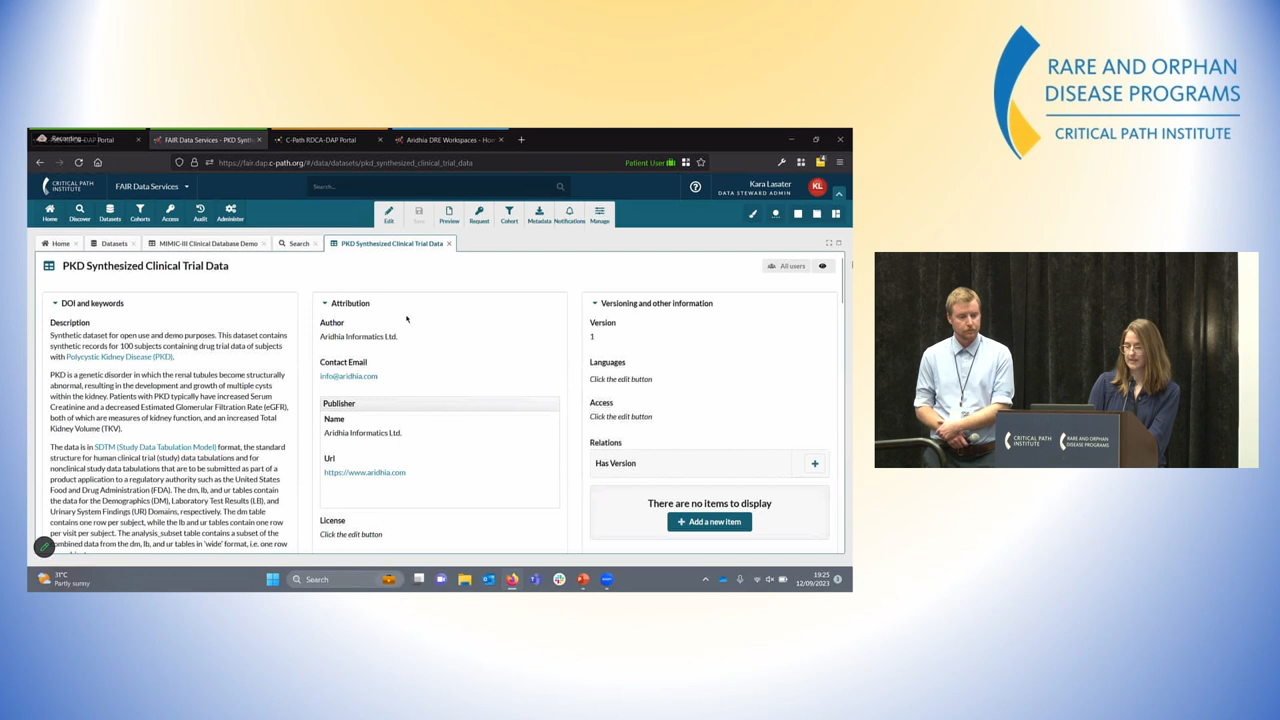 RARE AND ORPHAN
DISEASE PROGRAMS
CRITICAL PATH INSTITUTE
Recording...
DAP Portal
FAIR Data Services - PKD Synth
C-Path RDCA-DAP Portal
Aridhia DRE Workspaces - Hom
https://fair.dap.c-path.org/#/data/datasets/pkd_synthesized_clinical_trial_data
Patient User
CRITICAL PATH
INSTITUTE
FAIR Data Services
Search...
Kara Lasater
DATA STEWARD ADMIN
KL
Home
Discover
Datasets
Cohorts
Access
Audit
Administer
Edit
Save
Preview
Request
Cohort
Metadata
Notifications
Manage
Home
Datasets
MIMIC-III Clinical Database Demo
Search
PKD Synthesized Clinical Trial Data
PKD Synthesized Clinical Trial Data
All users
DOI and keywords
Description
Synthetic dataset for open use and demo purposes. This dataset contains
synthetic records for 100 subjects containing drug trial data of subjects
with Polycystic Kidney Disease (PKD).
PKD is a genetic disorder in which the renal tubules become structurally
abnormal, resulting in the development and growth of multiple cysts
within the kidney. Patients with PKD typically have increased Serum
Creatinine and a decreased Estimated Glomerular Filtration Rate (eGFR),
both of which are measures of kidney function, and an increased Total
Kidney Volume (TKV).
The data is in SDTM (Study Data Tabulation Model) format, the standard
structure for human clinical trial (study) data tabulations and for
nonclinical study data tabulations that are to be submitted as part of a
product application to a regulatory authority such as the United States
Food and Drug Administration (FDA). The dm, lb, and ur tables contain
the data for the Demographics (DM), Laboratory Test Results (LB), and
Urinary System Findings (UR) Domains, respectively. The dm table
contains one row per subject, while the lb and ur tables contain one row
per visit per subject. The analysis_subset table contains a subset of the
combined data from the dm, lb, and ur tables in 'wide' format, i.e. one row
Attribution
Author
Aridhia Informatics Ltd.
Contact Email
info@aridhia.com
Publisher
Name
Aridhia Informatics Ltd.
Url
https://www.aridhia.com
License
Click the edit button
Versioning and other information
Version
1
Languages
Click the edit button
Access
Click the edit button
Relations
Has Version
There are no items to display
Add a new item
31°C
Partly sunny
Search
19:25
12/09/2023
CRITICAL PATH
INSTITUTE
RARE AND ORPHAN
DISEASE PROGRAMS